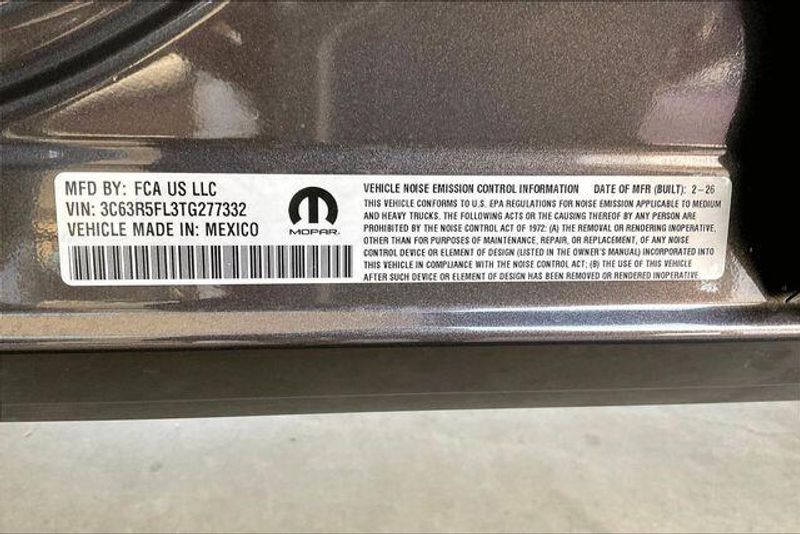 MFD BY: FCA US LLC
VIN: 3C63R5FL3TG277332
VEHICLE MADE IN: MEXICO
MOPAR.
VEHICLE NOISE EMISSION CONTROL INFORMATION DATE OF MFR (BUILT): 2-26
THIS VEHICLE CONFORMS TO U.S. EPA REGULATIONS FOR NOISE EMISSION APPLICABLE TO MEDIUM
AND HEAVY TRUCKS. THE FOLLOWING ACTS OR THE CAUSING THEREOF BY ANY PERSON ARE
PROHIBITED BY THE NOISE CONTROL ACT OF 1972: (A) THE REMOVAL OR RENDERING INOPERATIVE,
OTHER THAN FOR PURPOSES OF MAINTENANCE, REPAIR, OR REPLACEMENT, OF ANY NOISE
CONTROL DEVICE OR ELEMENT OF DESIGN (LISTED IN THE OWNER'S MANUAL) INCORPORATED INTO
THIS VEHICLE IN COMPLIANCE WITH THE NOISE CONTROL ACT; (B) THE USE OF THIS VEHICLE
AFTER SUCH DEVICE OR ELEMENT OF DESIGN HAS BEEN REMOVED OR RENDERED INOPERATIVE